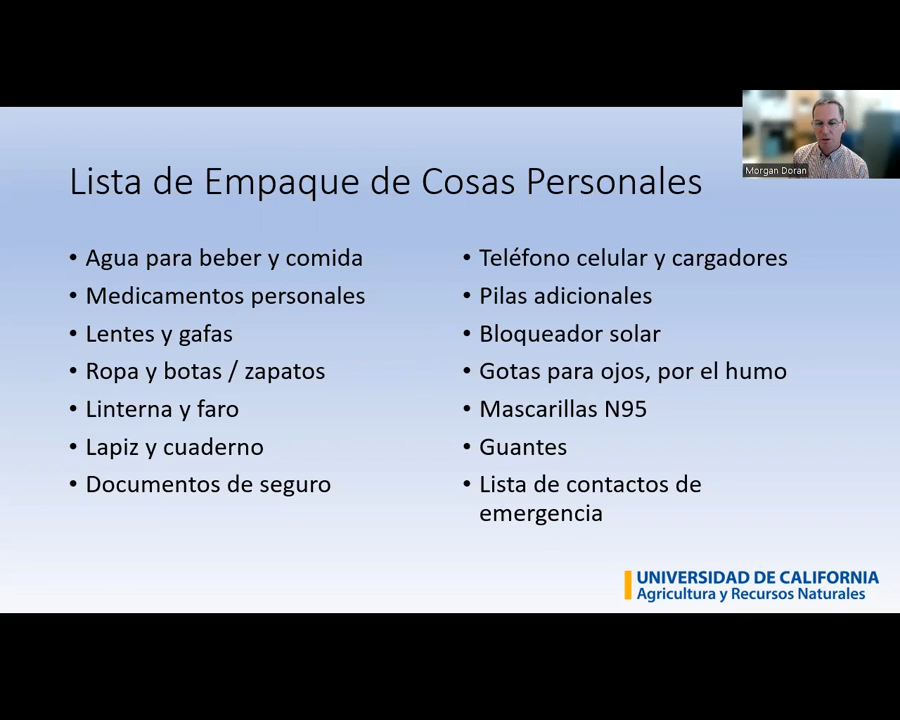 Morgan Doran
Lista de Empaque de Cosas Personales
• Agua para beber y comida
• Medicamentos personales
• Lentes y gafas
• Ropa y botas / zapatos
• Linterna y faro
• Lapiz y cuaderno
• Documentos de seguro
• Teléfono celular y cargadores
• Pilas adicionales
• Bloqueador solar
• Gotas para ojos, por el humo
• Mascarillas N95
• Guantes
• Lista de contactos de
emergencia
UNIVERSIDAD DE CALIFORNIA
Agricultura y Recursos Naturales